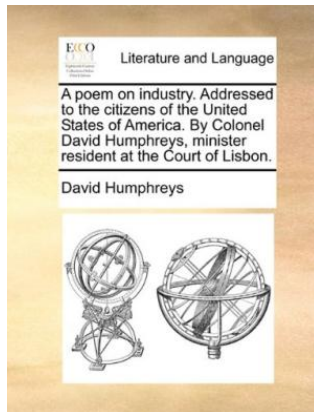 ECCO
Literature and Language
A poem on industry. Addressed
to the citizens of the United
States of America. By Colonel
David Humphreys, minister
resident at the Court of Lisbon.
David Humphreys